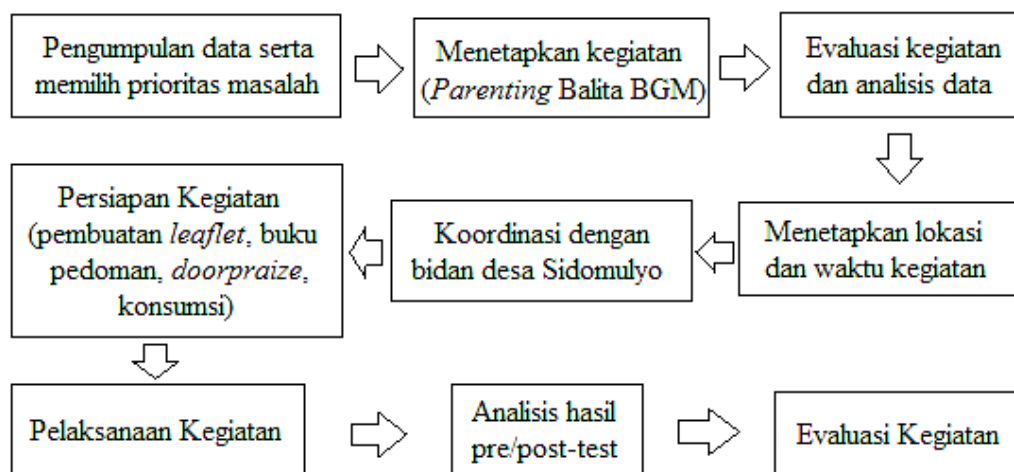 Pengumpulan data serta
memilih prioritas masalah
Menetapkan kegiatan
(Parenting Balita BGM)
Evaluasi kegiatan
dan analisis data
Menetapkan lokasi
dan waktu kegiatan
Koordinasi dengan
bidan desa Sidomulyo
Persiapan Kegiatan
(pembuatan leaflet, buku
pedoman, doorpraize,
konsumsi)
Pelaksanaan Kegiatan
Analisis hasil
pre/post-test
Evaluasi Kegiatan